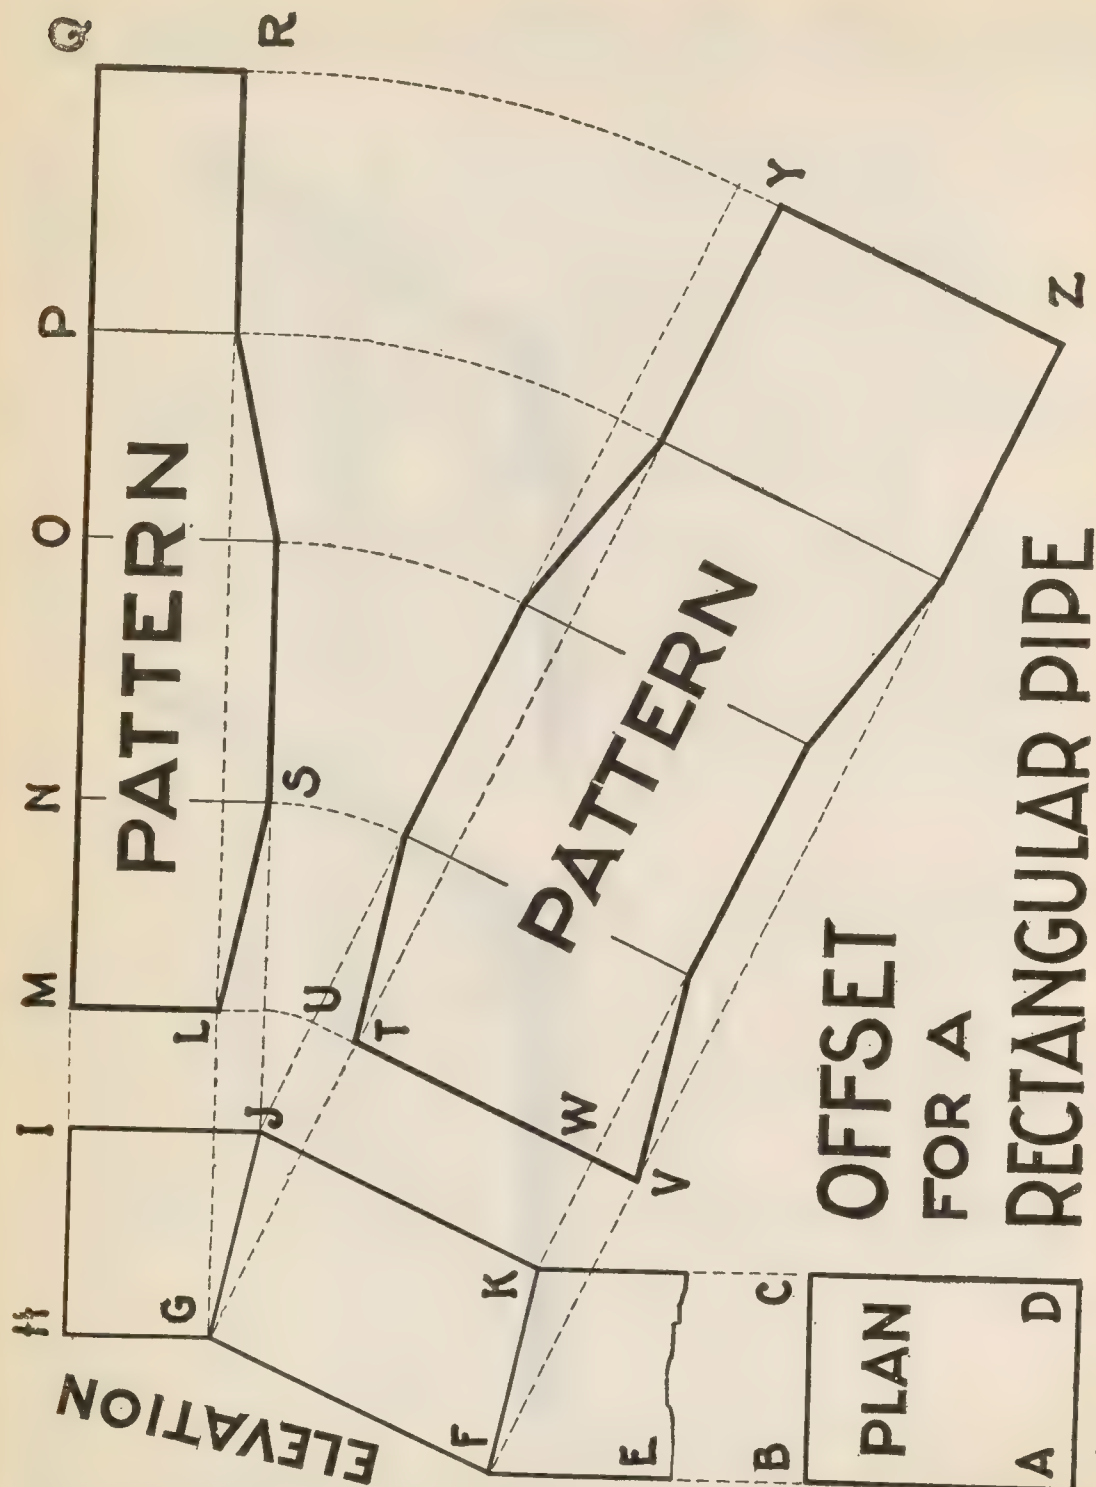 Q
R
P
O
N
M
PATTERN
S
L
U
T
I
J
H
G
ELEVATION
Y
Z
PATTERN
W
V
K
F
E
C
B
PLAN
D
A
OFFSET
FOR A
RECTANGULAR PIPE